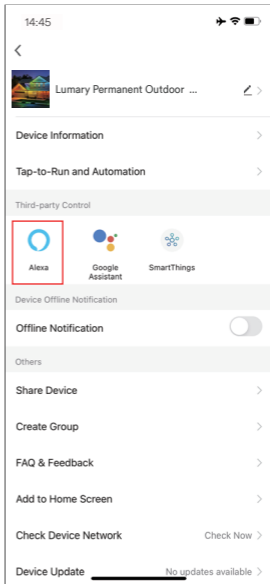 14:45
Lumary Permanent Outdoor ...
Device Information
Tap-to-Run and Automation
Third-party Control
Alexa
Google
Assistant
SmartThings
Device Offline Notification
Offline Notification
Others
Share Device
Create Group
FAQ & Feedback
Add to Home Screen
Check Device Network Check Now
Device Update No updates available